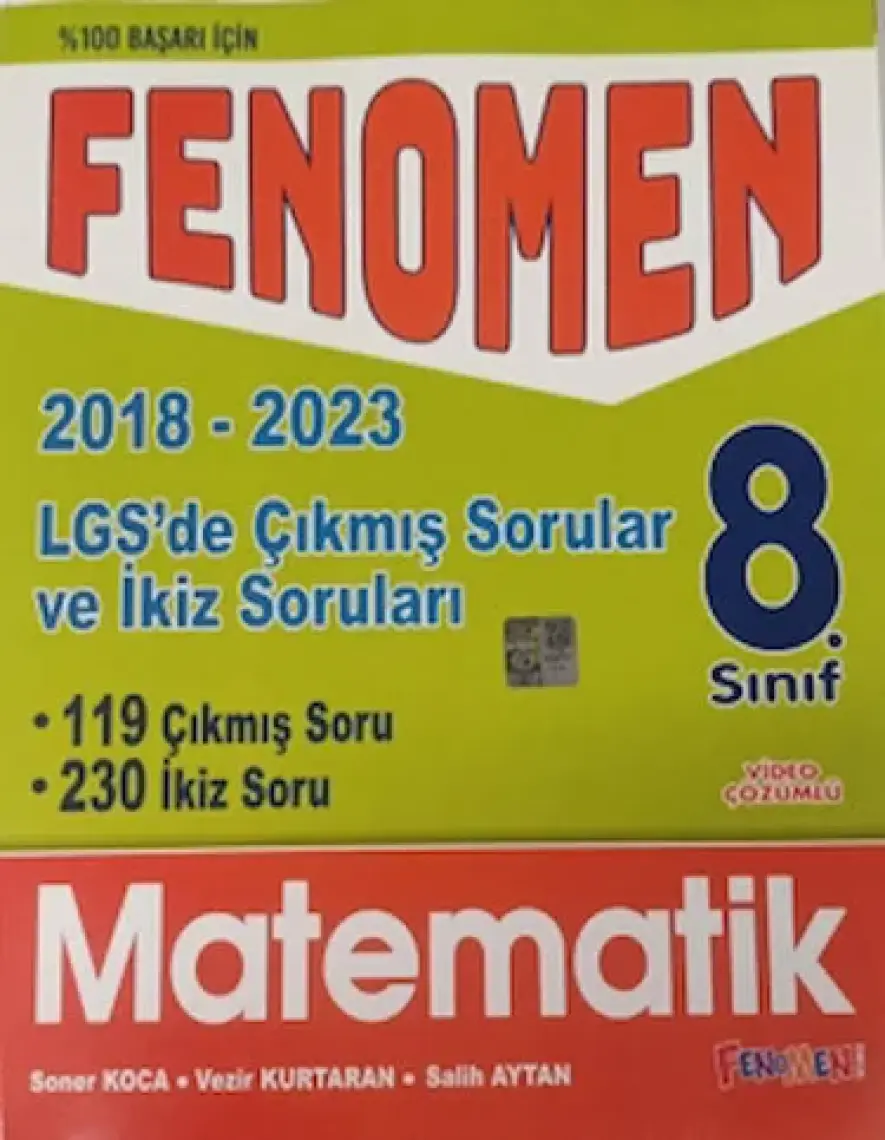 %100 BAŞARI İÇİN
FENOMEN
2018 - 2023
LGS'de Çıkmış Sorular
ve İkiz Soruları
8.
Sınıf
• 119 Çıkmış Soru
• 230 İkiz Soru
VİDEO
ÇÖZÜMLÜ
Matematik
Soner KOCA • Vezir KURTARAN • Salih AYTAN
FENOMEN